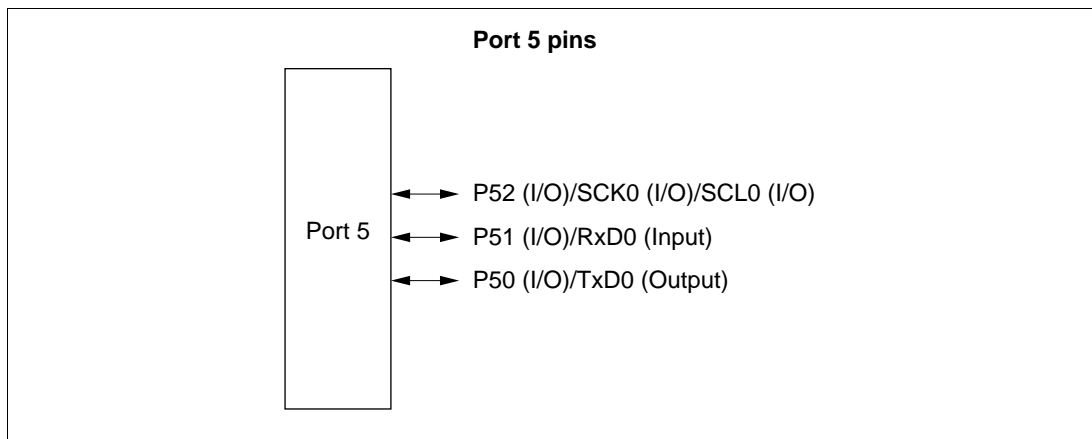 Port 5 pins
Port 5
P52 (I/O)/SCK0 (I/O)/SCL0 (I/O)
P51 (I/O)/RxD0 (Input)
P50 (I/O)/TxD0 (Output)